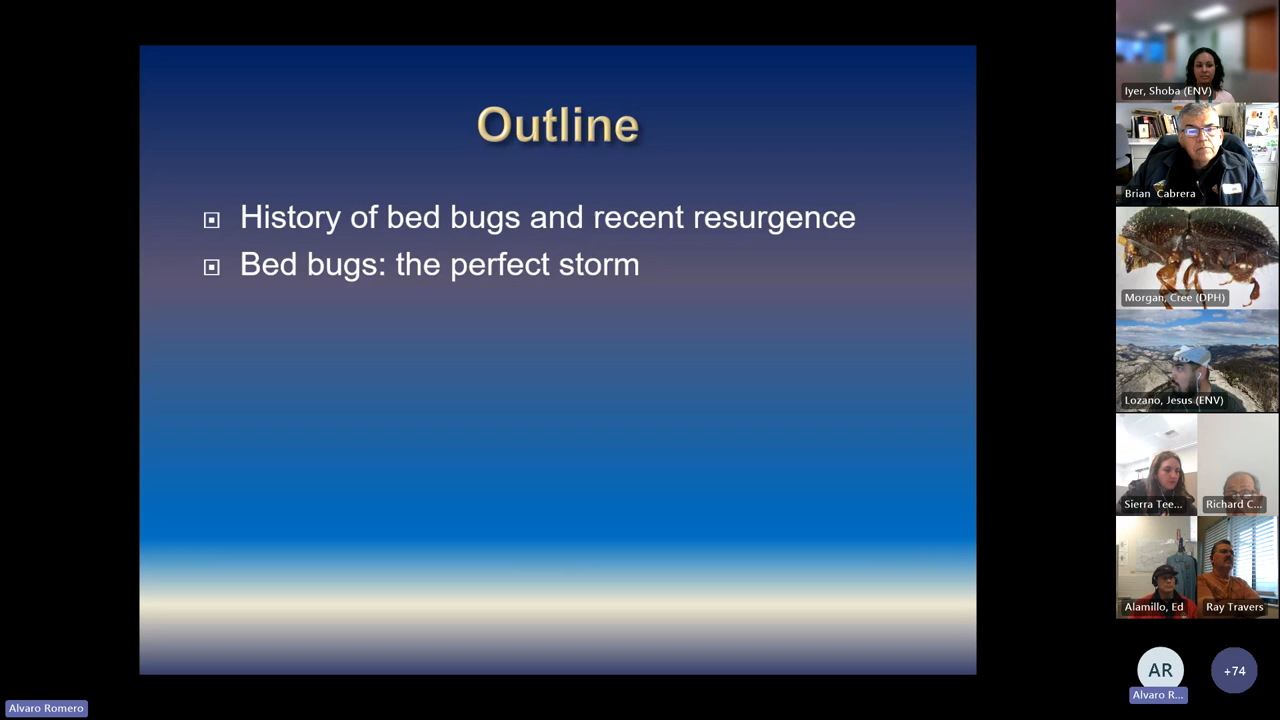 Outline
History of bed bugs and recent resurgence
Bed bugs: the perfect storm
Iyer, Shoba (ENV)
Brian Cabrera
Morgan, Cree (DPH)
Lozano, Jesus (ENV)
Sierra Tee...
Richard C...
Alamillo, Ed
Ray Travers
AR
+74
Alvaro R...
Alvaro Romero